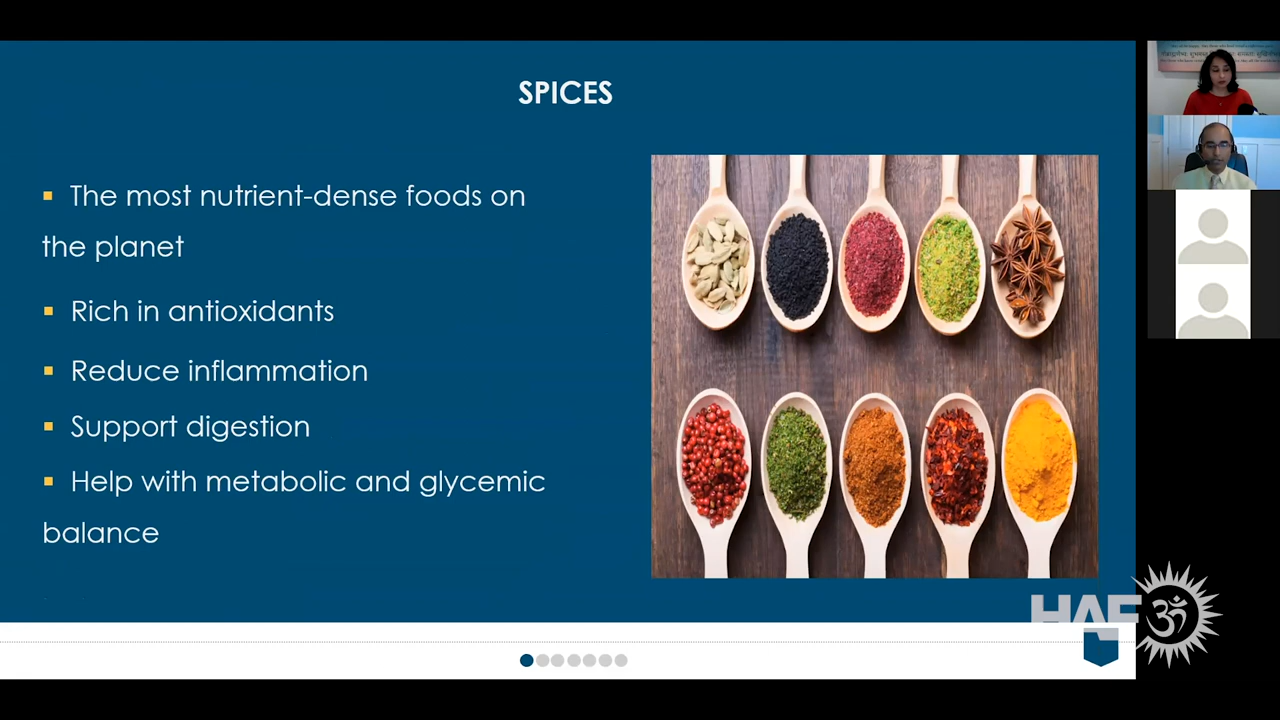 SPICES
▪ The most nutrient-dense foods on
the planet
▪ Rich in antioxidants
▪ Reduce inflammation
▪ Support digestion
▪ Help with metabolic and glycemic
balance
HAF
ॐ